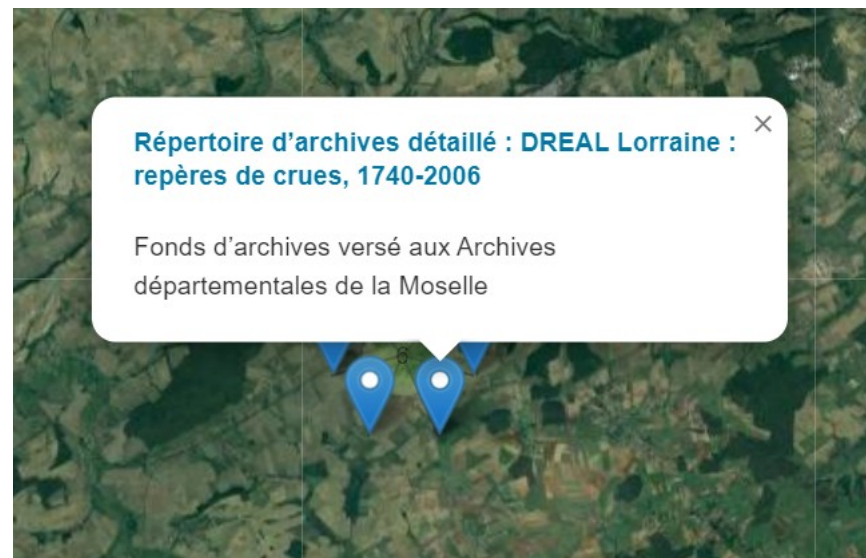 Répertoire d’archives détaillé : DREAL Lorraine :
repères de crues, 1740-2006
Fonds d’archives versé aux Archives
départementales de la Moselle
6